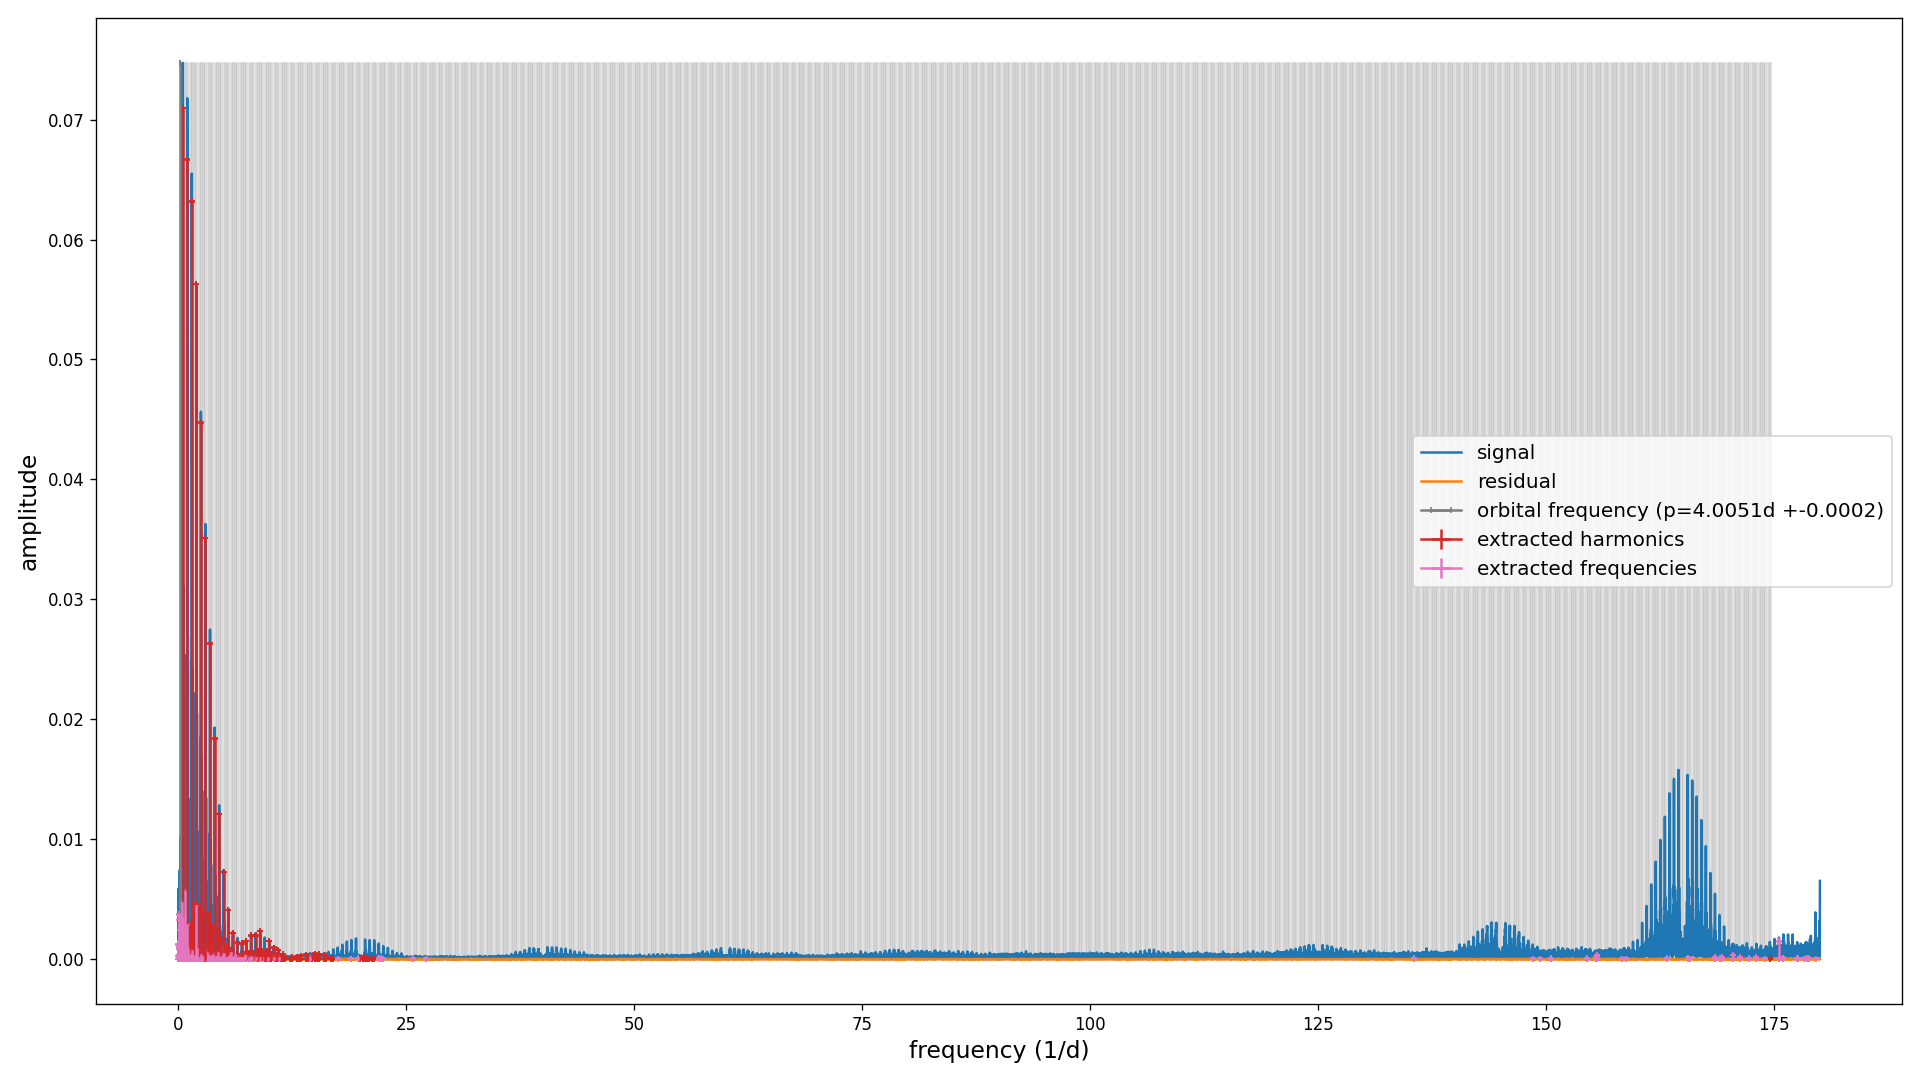 amplitude
0.07
0.06
0.05
0.04
0.03
0.02
0.01
0.00
signal
residual
orbital frequency (p=4.0051d +-0.0002)
extracted harmonics
extracted frequencies
0 25 50 75 100 125 150 175
frequency (1/d)